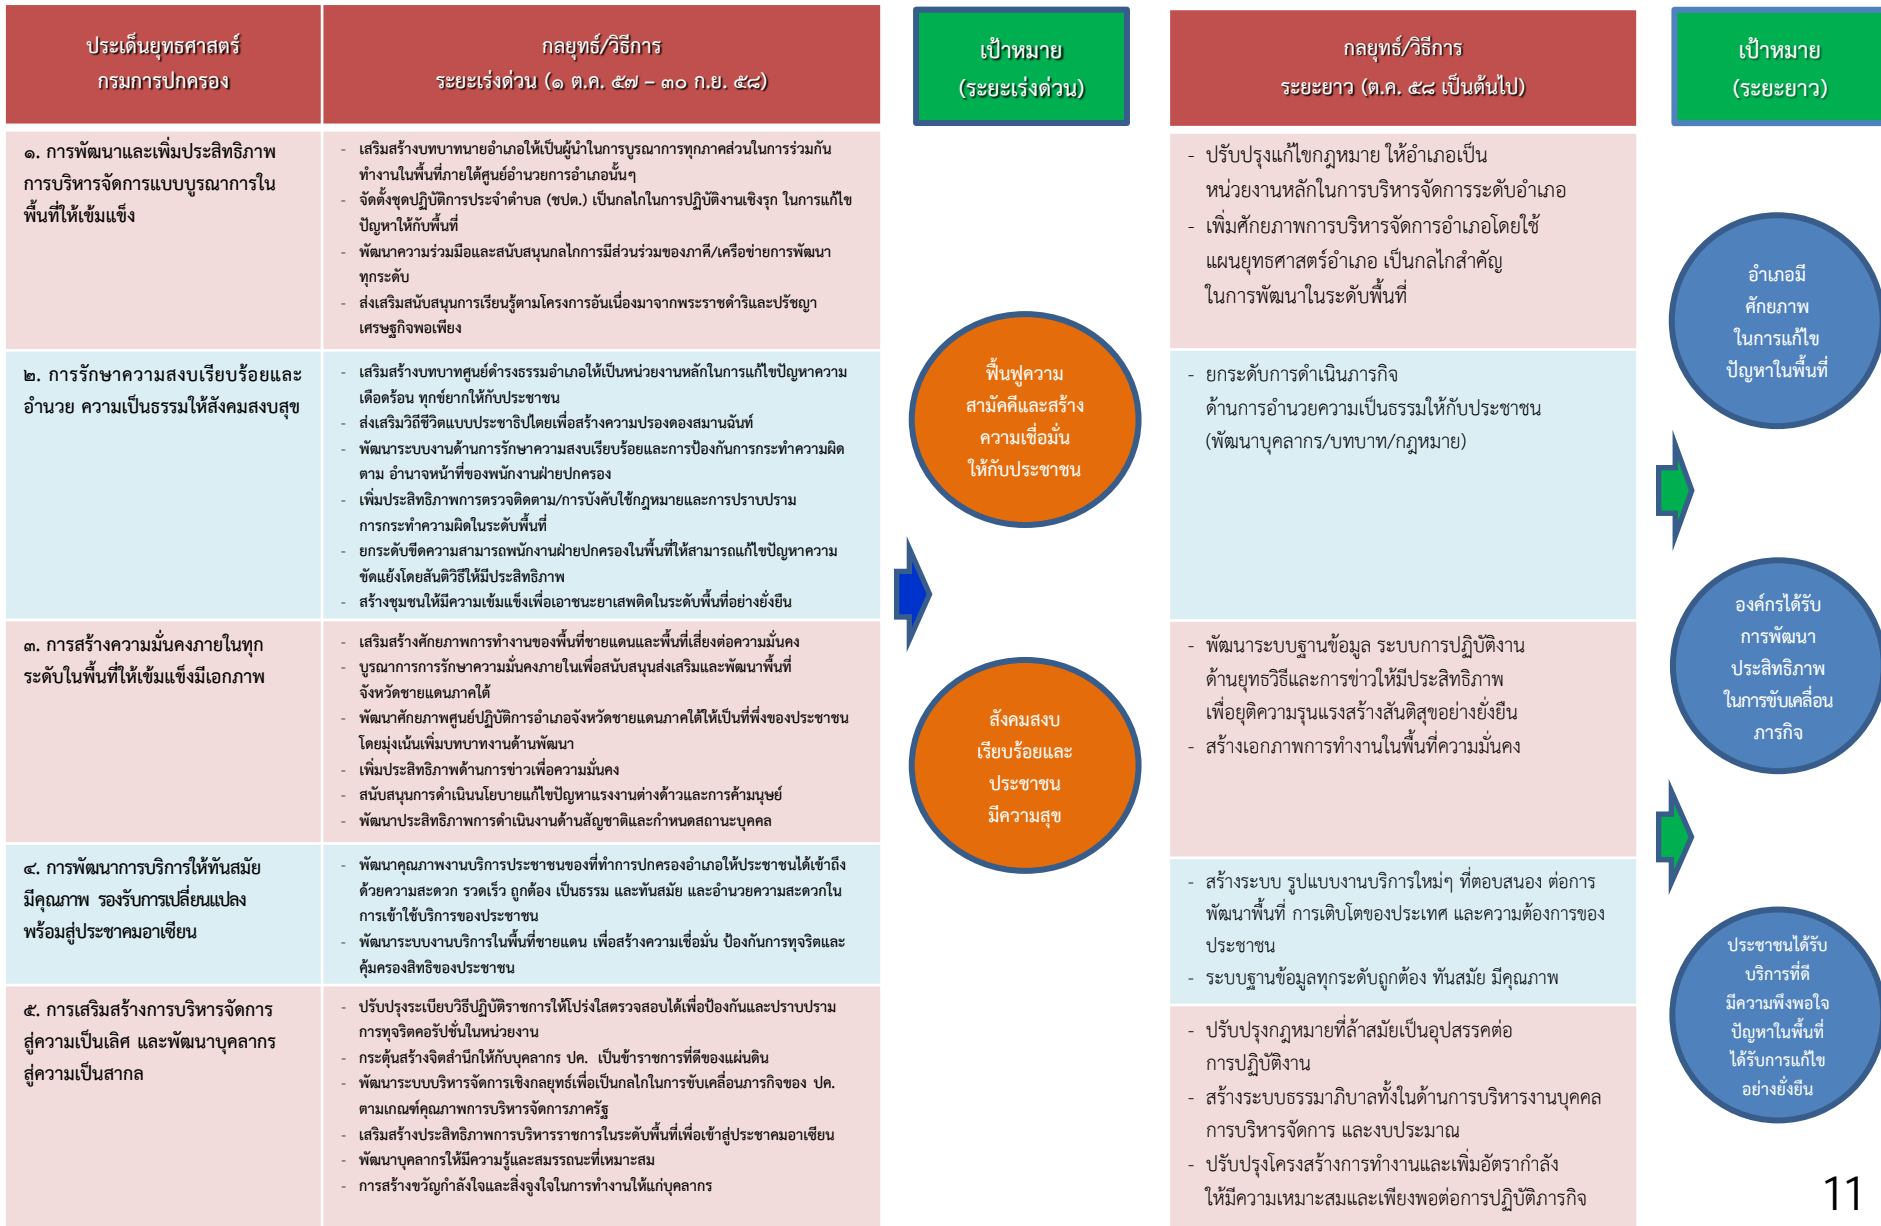 ประเด็นยุทธศาสตร์
กรมการปกครอง
กลยุทธ์/วิธีการ
ระยะเร่งด่วน (๑ ต.ค. ๕๗ – ๓๐ ก.ย. ๕๘)
เป้าหมาย
(ระยะเร่งด่วน)
กลยุทธ์/วิธีการ
ระยะยาว (ต.ค. ๕๘ เป็นต้นไป)
เป้าหมาย
(ระยะยาว)
๑. การพัฒนาและเพิ่มประสิทธิภาพ
การบริหารจัดการแบบบูรณาการใน
พื้นที่ให้เข้มแข็ง
- เสริมสร้างบทบาทนายอำเภอให้เป็นผู้นำในการบูรณาการทุกภาคส่วนในการร่วมกัน
ทำงานในพื้นที่ภายใต้ศูนย์อำนวยการอำเภอนั้นๆ
- จัดตั้งชุดปฏิบัติการประจำตำบล (ชปต.) เป็นกลไกในการปฏิบัติงานเชิงรุก ในการแก้ไข
ปัญหาให้กับพื้นที่
- พัฒนาความร่วมมือและสนับสนุนกลไกการมีส่วนร่วมของภาคี/เครือข่ายการพัฒนา
ทุกระดับ
- ส่งเสริมสนับสนุนการเรียนรู้ตามโครงการอันเนื่องมาจากพระราชดำริและปรัชญา
เศรษฐกิจพอเพียง
๒. การรักษาความสงบเรียบร้อยและ
อำนวย ความเป็นธรรมให้สังคมสงบสุข
- เสริมสร้างบทบาทศูนย์ดำรงธรรมอำเภอให้เป็นหน่วยงานหลักในการแก้ไขปัญหาความ
เดือดร้อน ทุกข์ยากให้กับประชาชน
- ส่งเสริมวิถีชีวิตแบบประชาธิปไตยเพื่อสร้างความปรองดองสมานฉันท์
- พัฒนาระบบงานด้านการรักษาความสงบเรียบร้อยและการป้องกันการกระทำความผิด
ตาม อำนาจหน้าที่ของพนักงานฝ่ายปกครอง
- เพิ่มประสิทธิภาพการตรวจติดตาม/การบังคับใช้กฎหมายและการปราบปราม
การกระทำความผิดในระดับพื้นที่
- ยกระดับขีดความสามารถพนักงานฝ่ายปกครองในพื้นที่ให้สามารถแก้ไขปัญหาความ
ขัดแย้งโดยสันติวิธีให้มีประสิทธิภาพ
- สร้างชุมชนให้มีความเข้มแข็งเพื่อเอาชนะยาเสพติดในระดับพื้นที่อย่างยั่งยืน
๓. การสร้างความมั่นคงภายในทุก
ระดับในพื้นที่ให้เข้มแข็งมีเอกภาพ
- เสริมสร้างศักยภาพการทำงานของพื้นที่ชายแดนและพื้นที่เสี่ยงต่อความมั่นคง
- บูรณาการการรักษาความมั่นคงภายในเพื่อสนับสนุนส่งเสริมและพัฒนาพื้นที่
จังหวัดชายแดนภาคใต้
- พัฒนาศักยภาพศูนย์ปฏิบัติการอำเภอจังหวัดชายแดนภาคใต้ให้เป็นที่พึ่งของประชาชน
โดยมุ่งเน้นเพิ่มบทบาทงานด้านพัฒนา
- เพิ่มประสิทธิภาพด้านการข่าวเพื่อความมั่นคง
- สนับสนุนการดำเนินนโยบายแก้ไขปัญหาแรงงานต่างด้าวและการค้ามนุษย์
- พัฒนาประสิทธิภาพการดำเนินงานด้านสัญชาติและกำหนดสถานะบุคคล
๔. การพัฒนาการบริการให้ทันสมัย
มีคุณภาพ รองรับการเปลี่ยนแปลง
พร้อมสู่ประชาคมอาเซียน
- พัฒนาคุณภาพงานบริการประชาชนของที่ทำการปกครองอำเภอให้ประชาชนได้เข้าถึง
ด้วยความสะดวก รวดเร็ว ถูกต้อง เป็นธรรม และทันสมัย และอำนวยความสะดวกใน
การเข้าใช้บริการของประชาชน
- พัฒนาระบบงานบริการในพื้นที่ชายแดน เพื่อสร้างความเชื่อมั่น ป้องกันการทุจริตและ
คุ้มครองสิทธิของประชาชน
๕. การเสริมสร้างการบริหารจัดการ
สู่ความเป็นเลิศ และพัฒนาบุคลากร
สู่ความเป็นสากล
- ปรับปรุงระเบียบวิธีปฏิบัติราชการให้โปร่งใสตรวจสอบได้เพื่อป้องกันและปราบปราม
การทุจริตคอรัปชั่นในหน่วยงาน
- กระตุ้นสร้างจิตสำนึกให้กับบุคลากร ปค. เป็นข้าราชการที่ดีของแผ่นดิน
- พัฒนาระบบบริหารจัดการเชิงกลยุทธ์เพื่อเป็นกลไกในการขับเคลื่อนภารกิจของ ปค.
ตามเกณฑ์คุณภาพการบริหารจัดการภาครัฐ
- เสริมสร้างประสิทธิภาพการบริหารราชการในระดับพื้นที่เพื่อเข้าสู่ประชาคมอาเซียน
- พัฒนาบุคลากรให้มีความรู้และสมรรถนะที่เหมาะสม
- การสร้างขวัญกำลังใจและสิ่งจูงใจในการทำงานให้แก่บุคลากร
ฟื้นฟูความ
สามัคคีและสร้าง
ความเชื่อมั่น
ให้กับประชาชน
สังคมสงบ
เรียบร้อยและ
ประชาชน
มีความสุข
- ปรับปรุงแก้ไขกฎหมาย ให้อำเภอเป็น
หน่วยงานหลักในการบริหารจัดการระดับอำเภอ
- เพิ่มศักยภาพการบริหารจัดการอำเภอโดยใช้
แผนยุทธศาสตร์อำเภอ เป็นกลไกสำคัญ
ในการพัฒนาในระดับพื้นที่
- ยกระดับการดำเนินภารกิจ
ด้านการอำนวยความเป็นธรรมให้กับประชาชน
(พัฒนาบุคลากร/บทบาท/กฎหมาย)
- พัฒนาระบบฐานข้อมูล ระบบการปฏิบัติงาน
ด้านยุทธวิธีและการข่าวให้มีประสิทธิภาพ
เพื่อยุติความรุนแรงสร้างสันติสุขอย่างยั่งยืน
- สร้างเอกภาพการทำงานในพื้นที่ความมั่นคง
- สร้างระบบ รูปแบบงานบริการใหม่ๆ ที่ตอบสนอง ต่อการ
พัฒนาพื้นที่ การเติบโตของประเทศ และความต้องการของ
ประชาชน
- ระบบฐานข้อมูลทุกระดับถูกต้อง ทันสมัย มีคุณภาพ
- ปรับปรุงกฎหมายที่ล้าสมัยเป็นอุปสรรคต่อ
การปฏิบัติงาน
- สร้างระบบธรรมาภิบาลทั้งในด้านการบริหารงานบุคคล
การบริหารจัดการ และงบประมาณ
- ปรับปรุงโครงสร้างการทำงานและเพิ่มอัตรากำลัง
ให้มีความเหมาะสมและเพียงพอต่อการปฏิบัติภารกิจ
อำเภอมี
ศักยภาพ
ในการแก้ไข
ปัญหาในพื้นที่
องค์กรได้รับ
การพัฒนา
ประสิทธิภาพ
ในการขับเคลื่อน
ภารกิจ
ประชาชนได้รับ
บริการที่ดี
มีความพึงพอใจ
ปัญหาในพื้นที่
ได้รับการแก้ไข
อย่างยั่งยืน
11